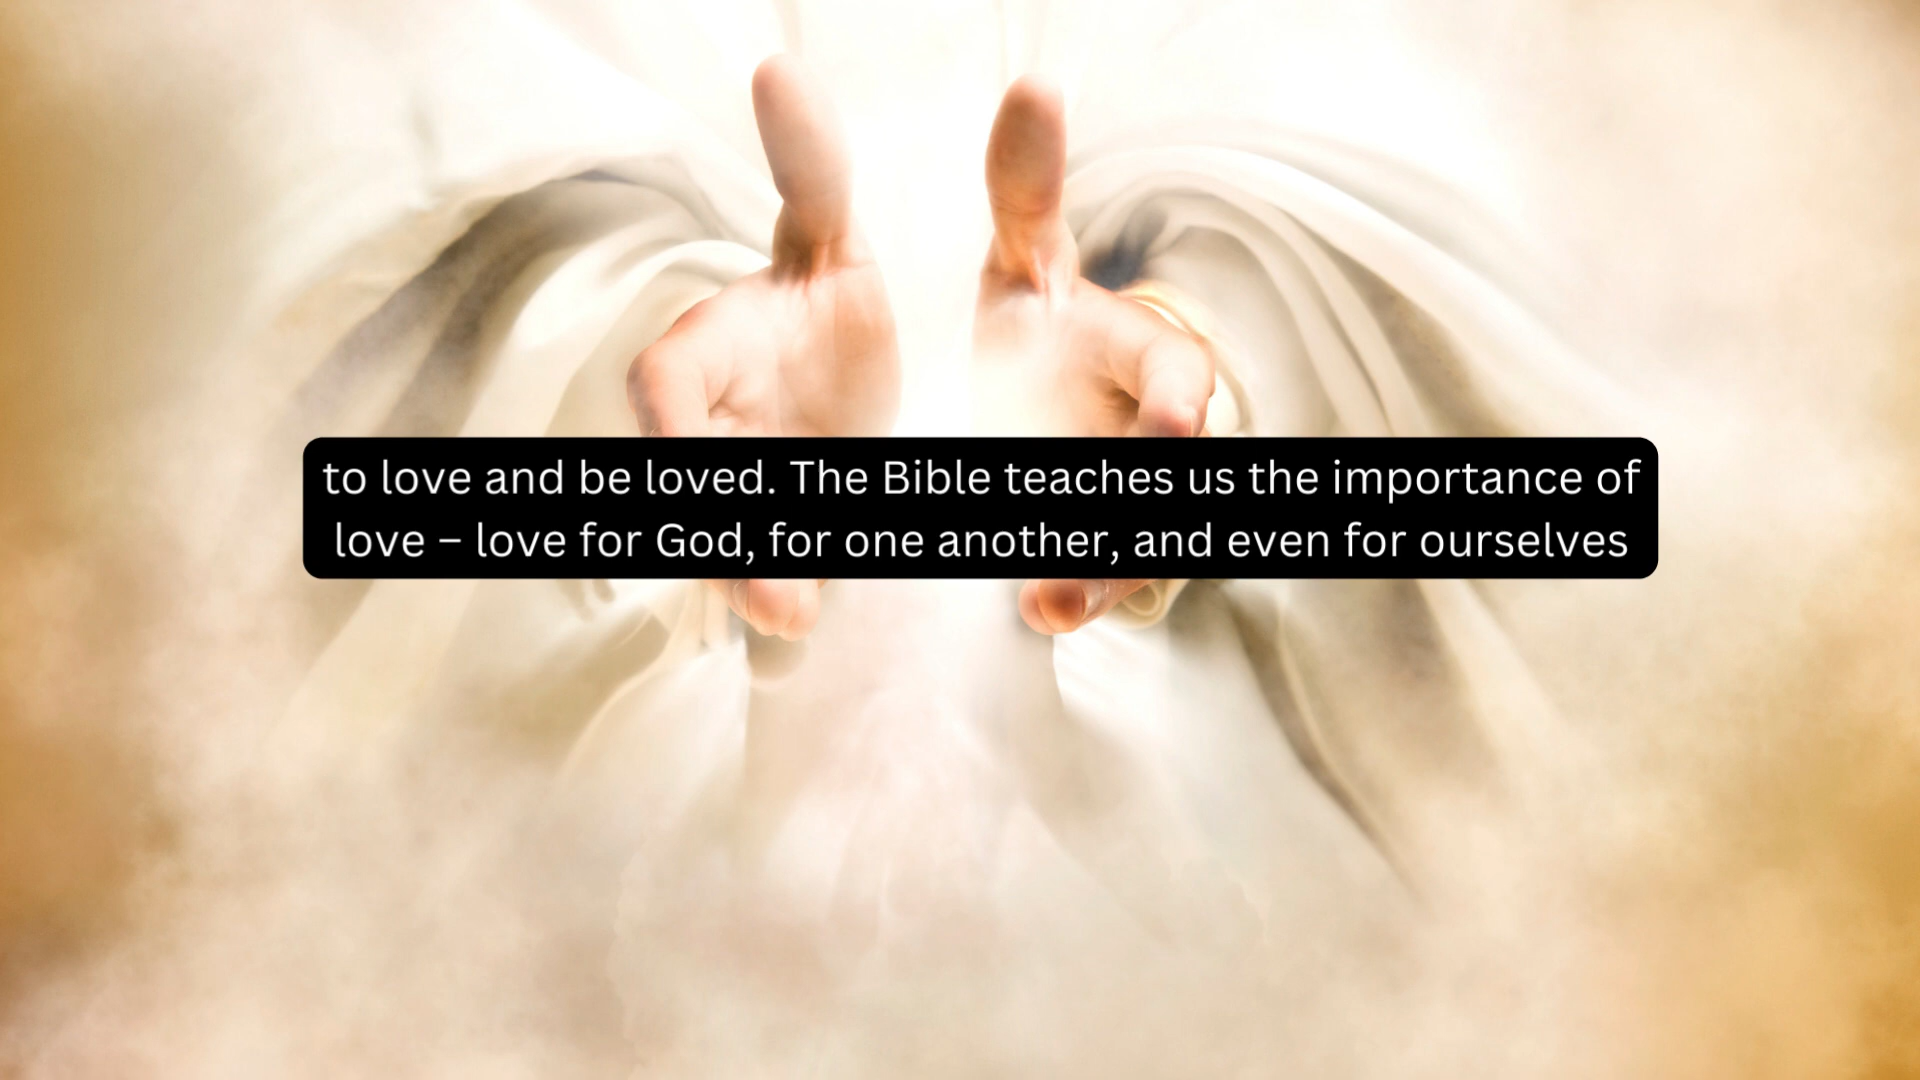 to love and be loved. The Bible teaches us the importance of
love – love for God, for one another, and even for ourselves